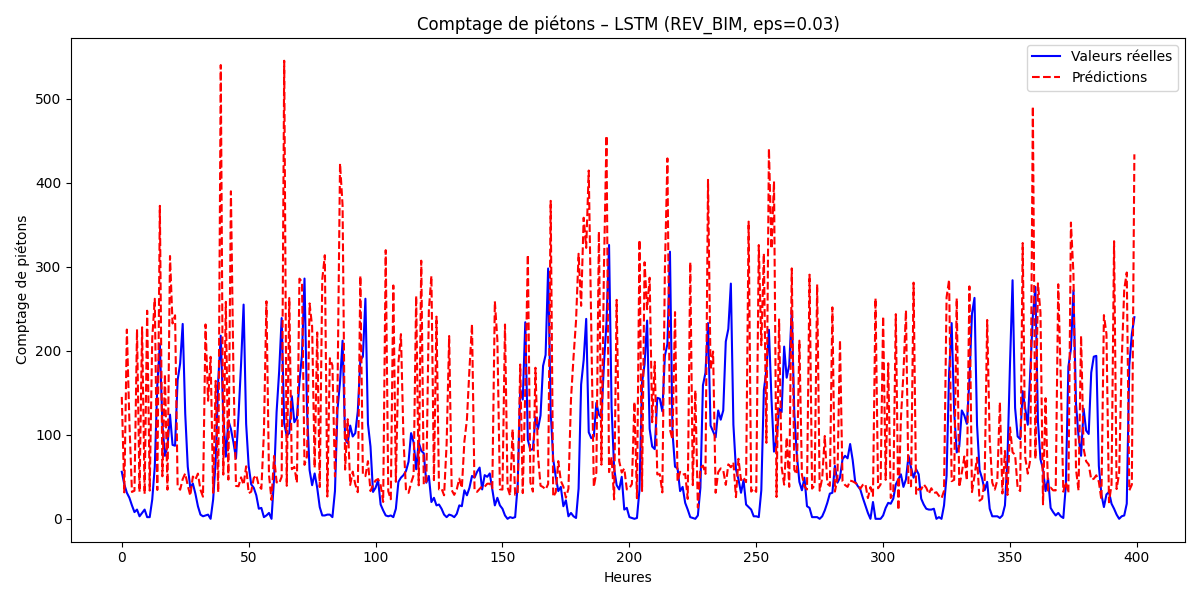 Comptage de piétons – LSTM (REV_BIM, eps=0.03)
Valeurs réelles
Prédictions
Comptage de piétons
500
400
300
200
100
0
0 50 100 150 200 250 300 350 400
Heures